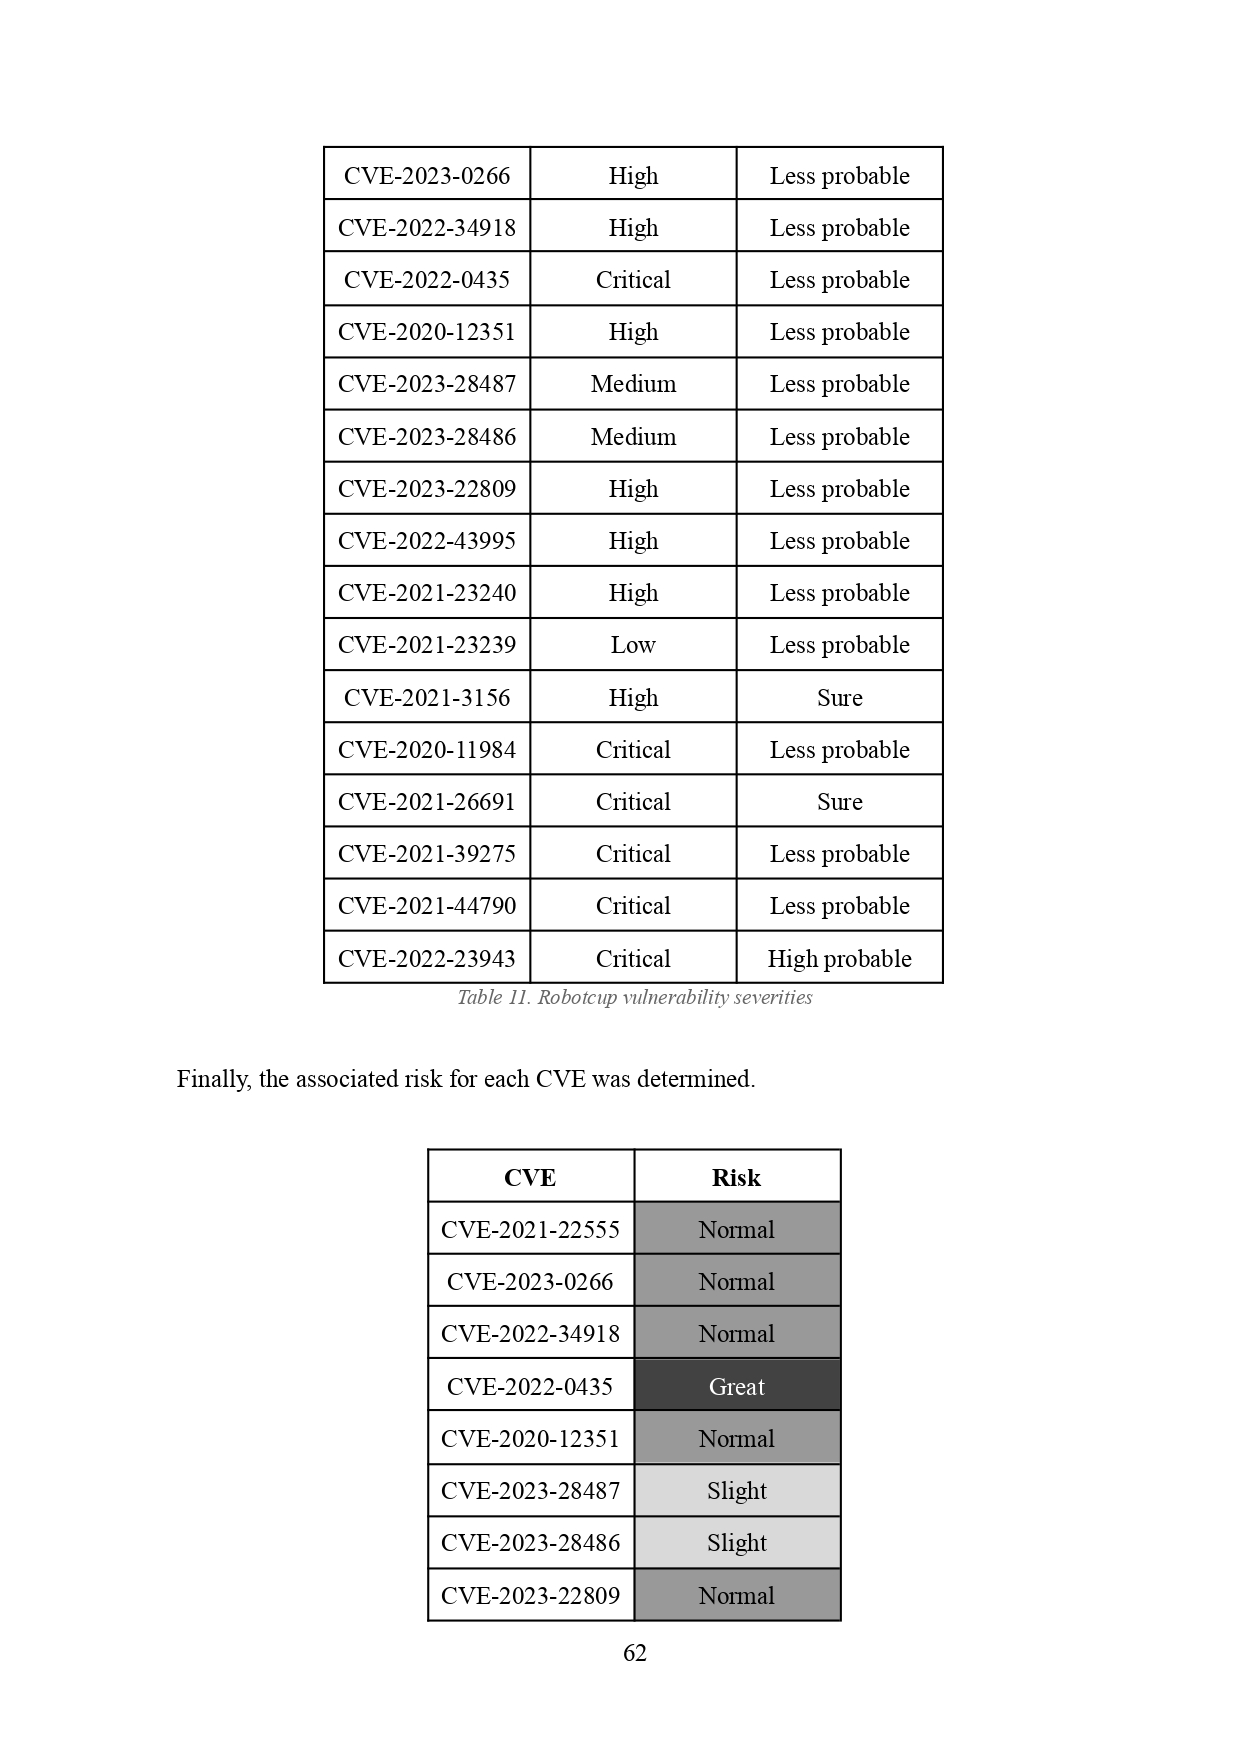 CVE-2023-0266 High Less probable
CVE-2022-34918 High Less probable
CVE-2022-0435 Critical Less probable
CVE-2020-12351 High Less probable
CVE-2023-28487 Medium Less probable
CVE-2023-28486 Medium Less probable
CVE-2023-22809 High Less probable
CVE-2022-43995 High Less probable
CVE-2021-23240 High Less probable
CVE-2021-23239 Low Less probable
CVE-2021-3156 High Sure
CVE-2020-11984 Critical Less probable
CVE-2021-26691 Critical Sure
CVE-2021-39275 Critical Less probable
CVE-2021-44790 Critical Less probable
CVE-2022-23943 Critical High probable
Table 11. Robotcup vulnerability severities
Finally, the associated risk for each CVE was determined.
CVE Risk
CVE-2021-22555 Normal
CVE-2023-0266 Normal
CVE-2022-34918 Normal
CVE-2022-0435 Great
CVE-2020-12351 Normal
CVE-2023-28487 Slight
CVE-2023-28486 Slight
CVE-2023-22809 Normal
62